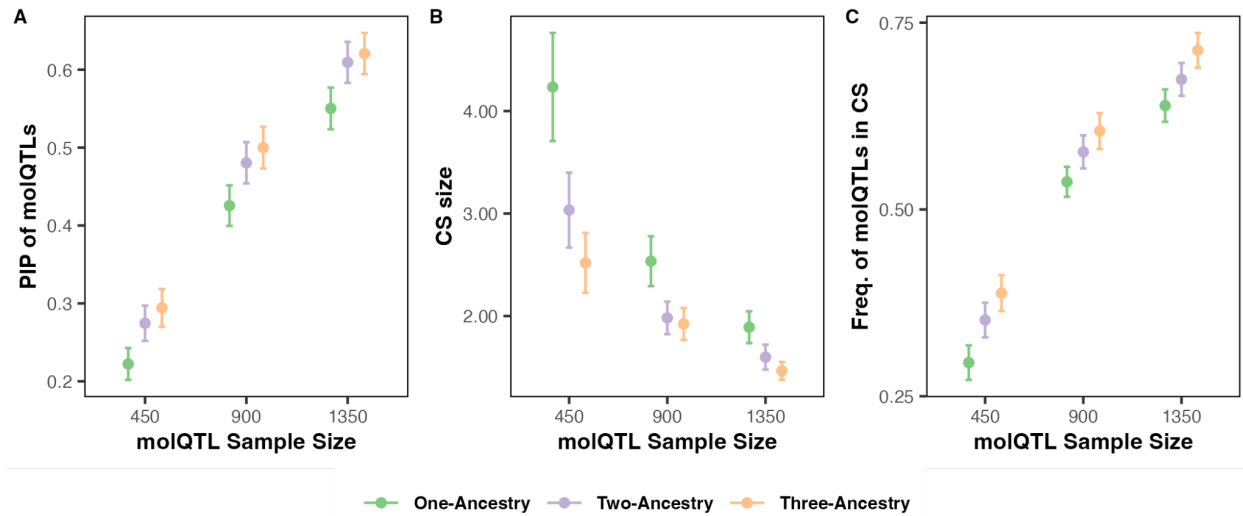 A
PIP of molQTLs
0.6
0.5
0.4
0.3
0.2
450 900 1350
molQTL Sample Size
B
CS size
4.00
3.00
2.00
450 900 1350
molQTL Sample Size
C
Freq. of molQTLs in CS
0.75
0.50
0.25
450 900 1350
molQTL Sample Size
One-Ancestry Two-Ancestry Three-Ancestry